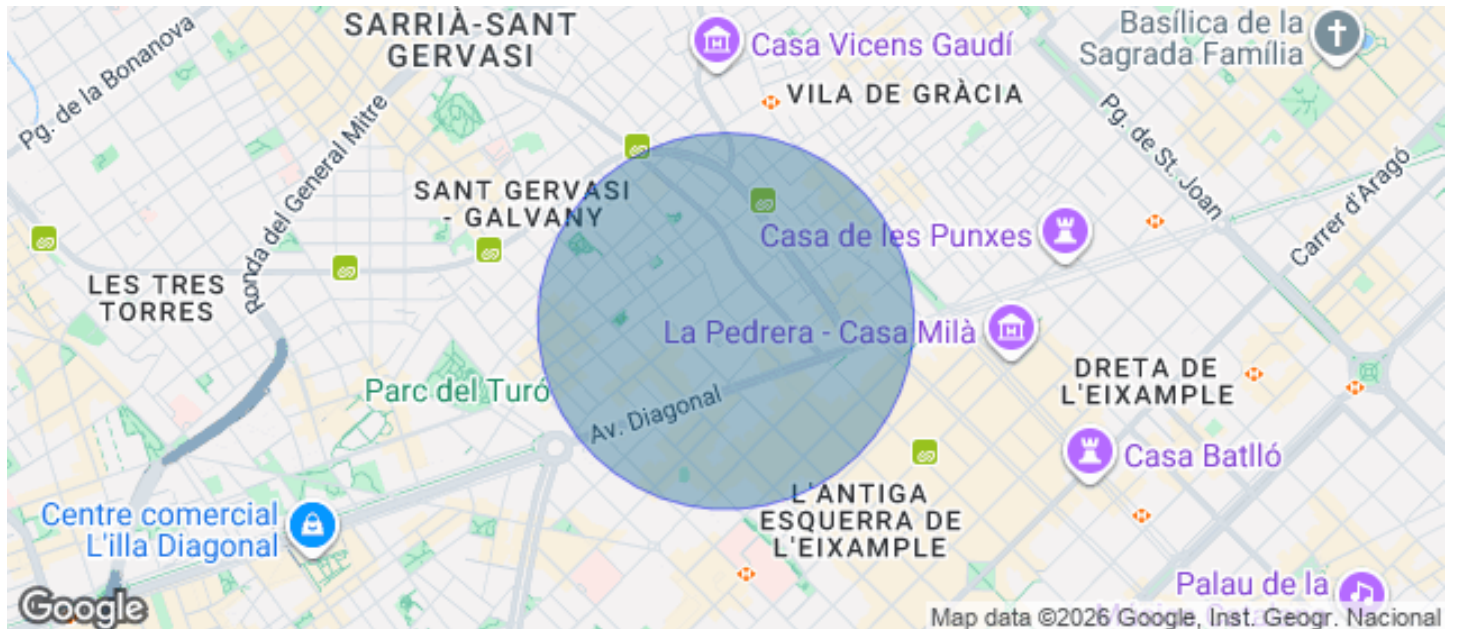 SARRIÀ-SANT
GERVASI
Pg. de la Bonanova
Casa Vicens Gaudí
Basílica de la
Sagrada Família
VILA DE GRÀCIA
Ronda del General Mitre
Pg. de St. Joan
SANT GERVASI
- GALVANY
Carrer d'Aragó
Casa de les Punxes
LES TRES
TORRES
La Pedrera - Casa Milà
DRETA DE
L'EIXAMPLE
Parc del Turó
Av. Diagonal
Casa Batlló
L'ANTIGA
ESQUERRA DE
L'EIXAMPLE
Centre comercial
L'illa Diagonal
Palau de la
Google
Map data ©2026 Google, Inst. Geogr. Nacional